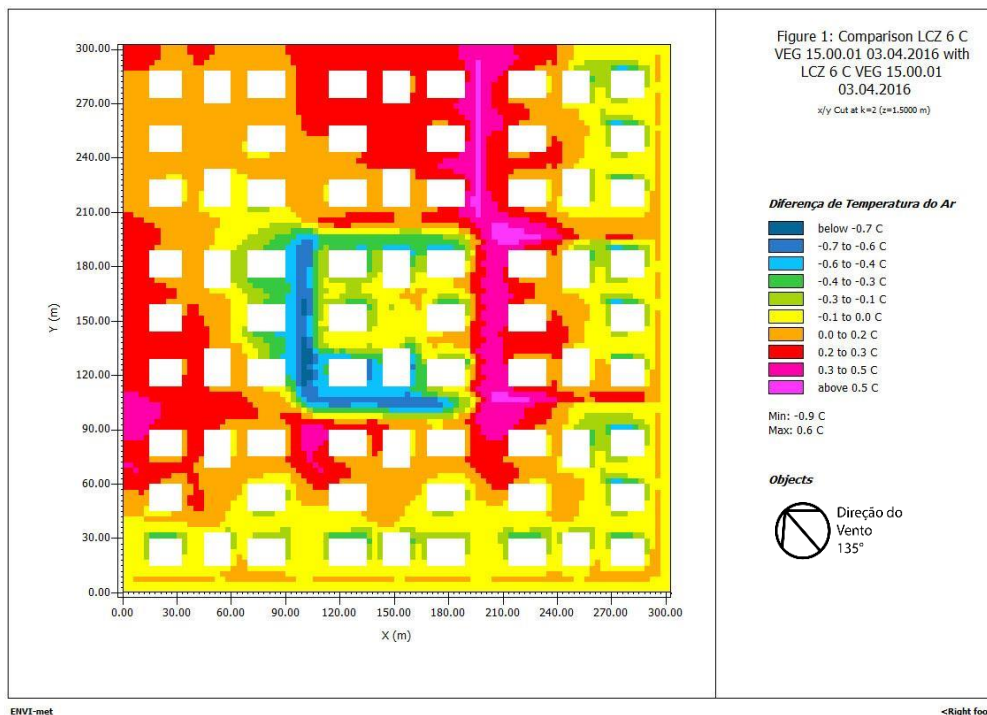 Figure 1: Comparison LCZ 6 C
VEG 15.00.01 03.04.2016 with
LCZ 6 C VEG 15.00.01
03.04.2016
x/y Cut at k=2 (z=1.5000 m)
300.00
270.00
240.00
210.00
180.00
150.00
120.00
90.00
60.00
30.00
0.00
Y (m)
0.00 30.00 60.00 90.00 120.00 150.00 180.00 210.00 240.00 270.00 300.00
X (m)
Diferença de Temperatura do Ar
below -0.7 C
-0.7 to -0.6 C
-0.6 to -0.4 C
-0.4 to -0.3 C
-0.3 to -0.1 C
-0.1 to 0.0 C
0.0 to 0.2 C
0.2 to 0.3 C
0.3 to 0.5 C
above 0.5 C
Min: -0.9 C
Max: 0.6 C
Objects
Direção do
Vento
135°
ENVI-met
<Right foo